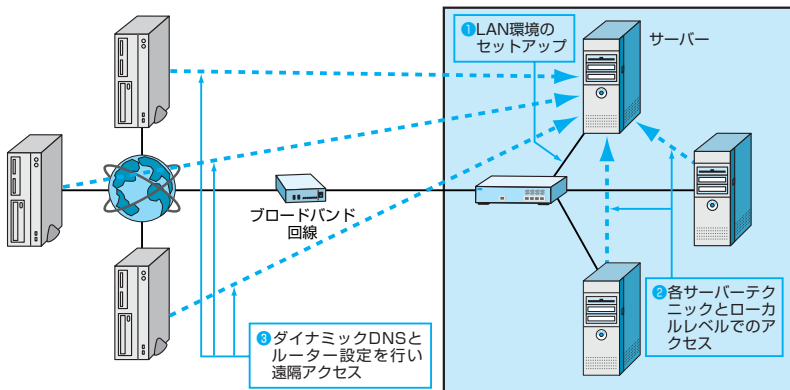 ❶LAN環境の
セットアップ
サーバー
ブロードバンド
回線
❷各サーバーテク
ニックとローカ
ルレベルでのア
クセス
❸ダイナミックDNSと
ルーター設定を行い
遠隔アクセス